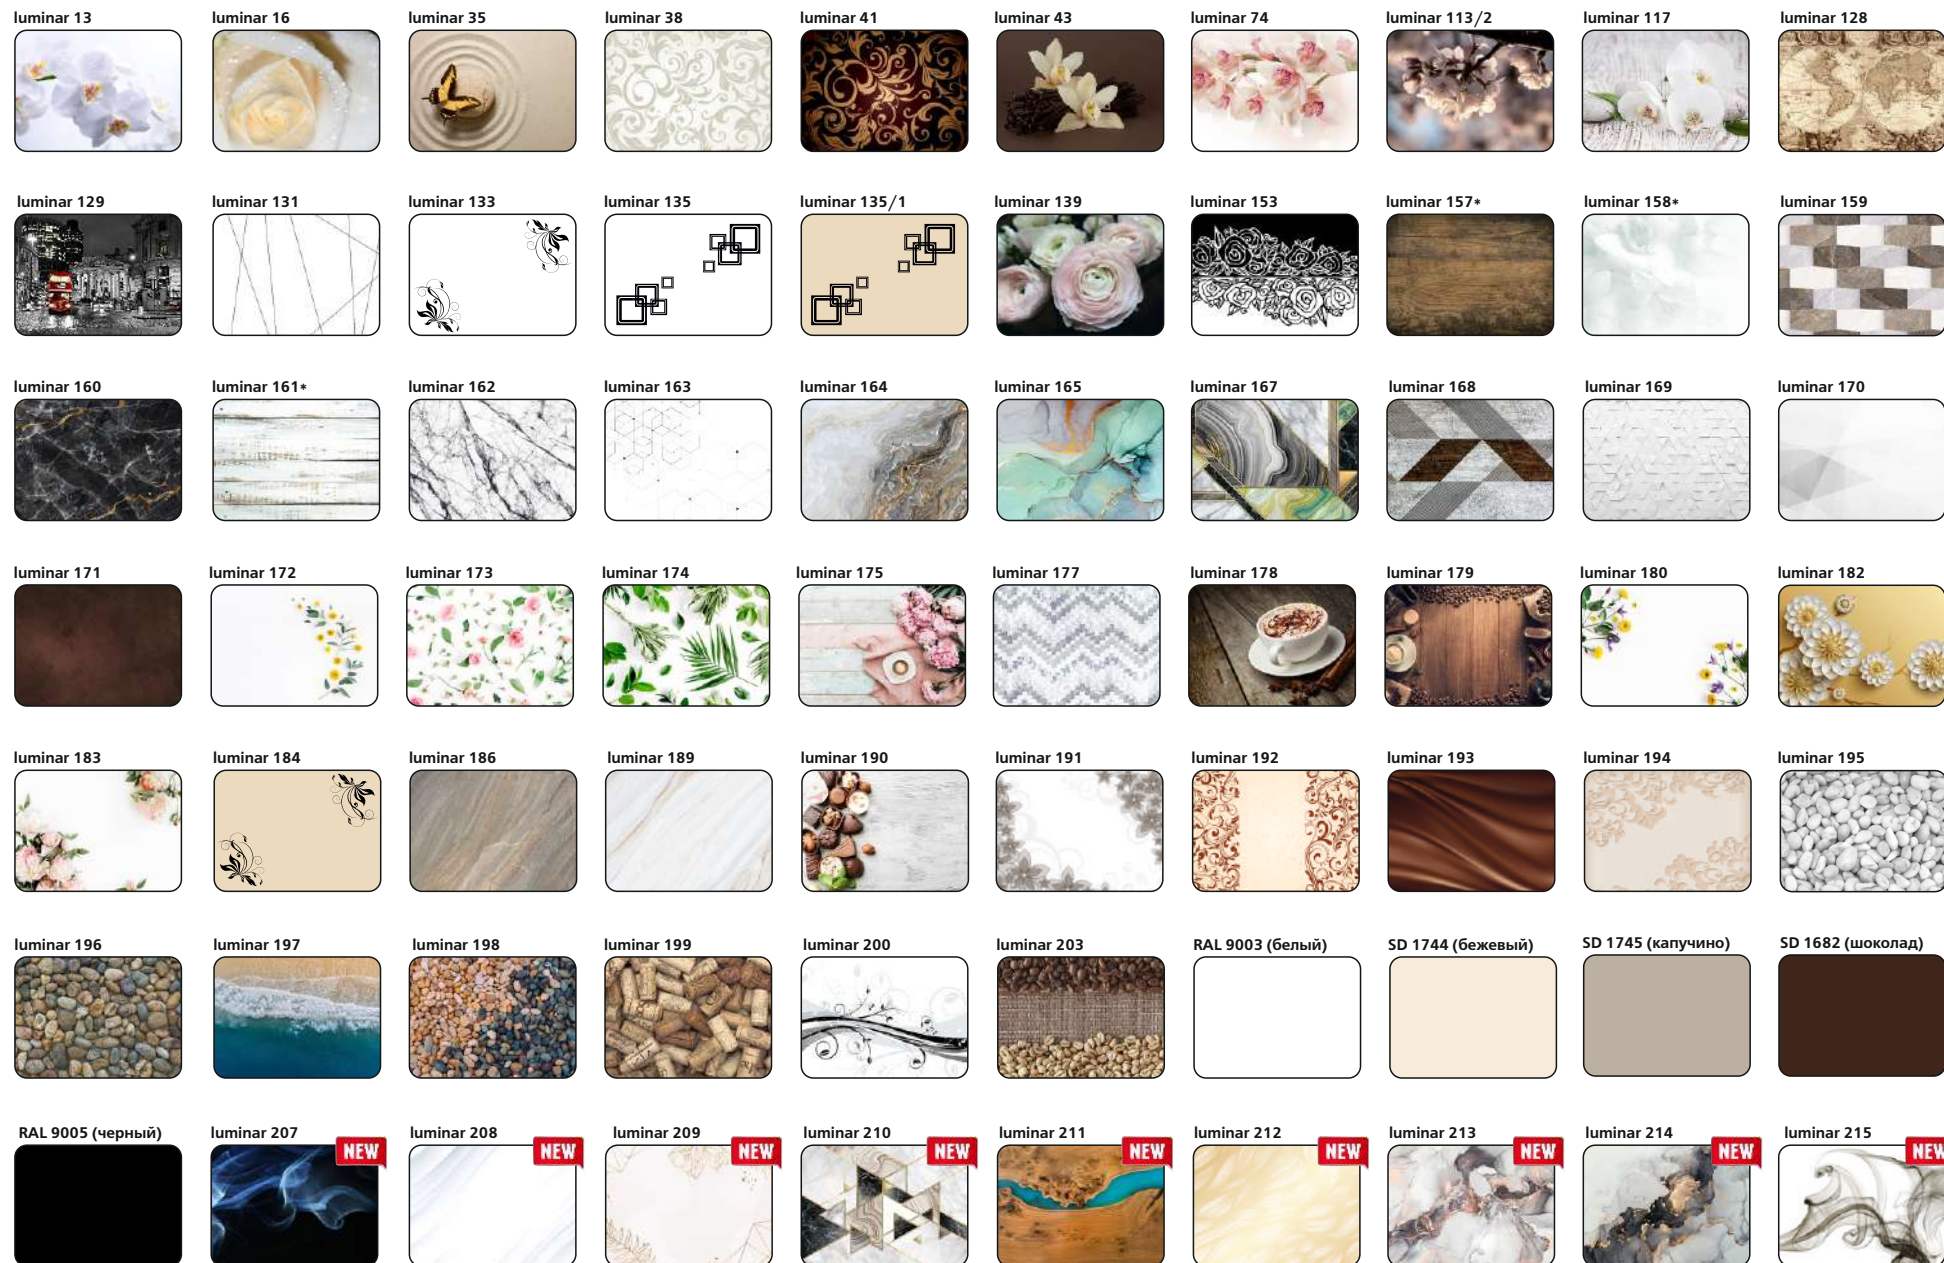 luminar 13
luminar 16
luminar 35
luminar 38
luminar 41
luminar 43
luminar 74
luminar 113/2
luminar 117
luminar 128
luminar 129
luminar 131
luminar 133
luminar 135
luminar 135/1
luminar 139
luminar 153
luminar 157*
luminar 158*
luminar 159
luminar 160
luminar 161*
luminar 162
luminar 163
luminar 164
luminar 165
luminar 167
luminar 168
luminar 169
luminar 170
luminar 171
luminar 172
luminar 173
luminar 174
luminar 175
luminar 177
luminar 178
luminar 179
luminar 180
luminar 182
luminar 183
luminar 184
luminar 186
luminar 189
luminar 190
luminar 191
luminar 192
luminar 193
luminar 194
luminar 195
luminar 196
luminar 197
luminar 198
luminar 199
luminar 200
luminar 203
RAL 9003 (белый)
SD 1744 (бежевый)
SD 1745 (капучино)
SD 1682 (шоколад)
RAL 9005 (черный)
luminar 207
NEW
luminar 208
NEW
luminar 209
NEW
luminar 210
NEW
luminar 211
NEW
luminar 212
NEW
luminar 213
NEW
luminar 214
NEW
luminar 215
NEW